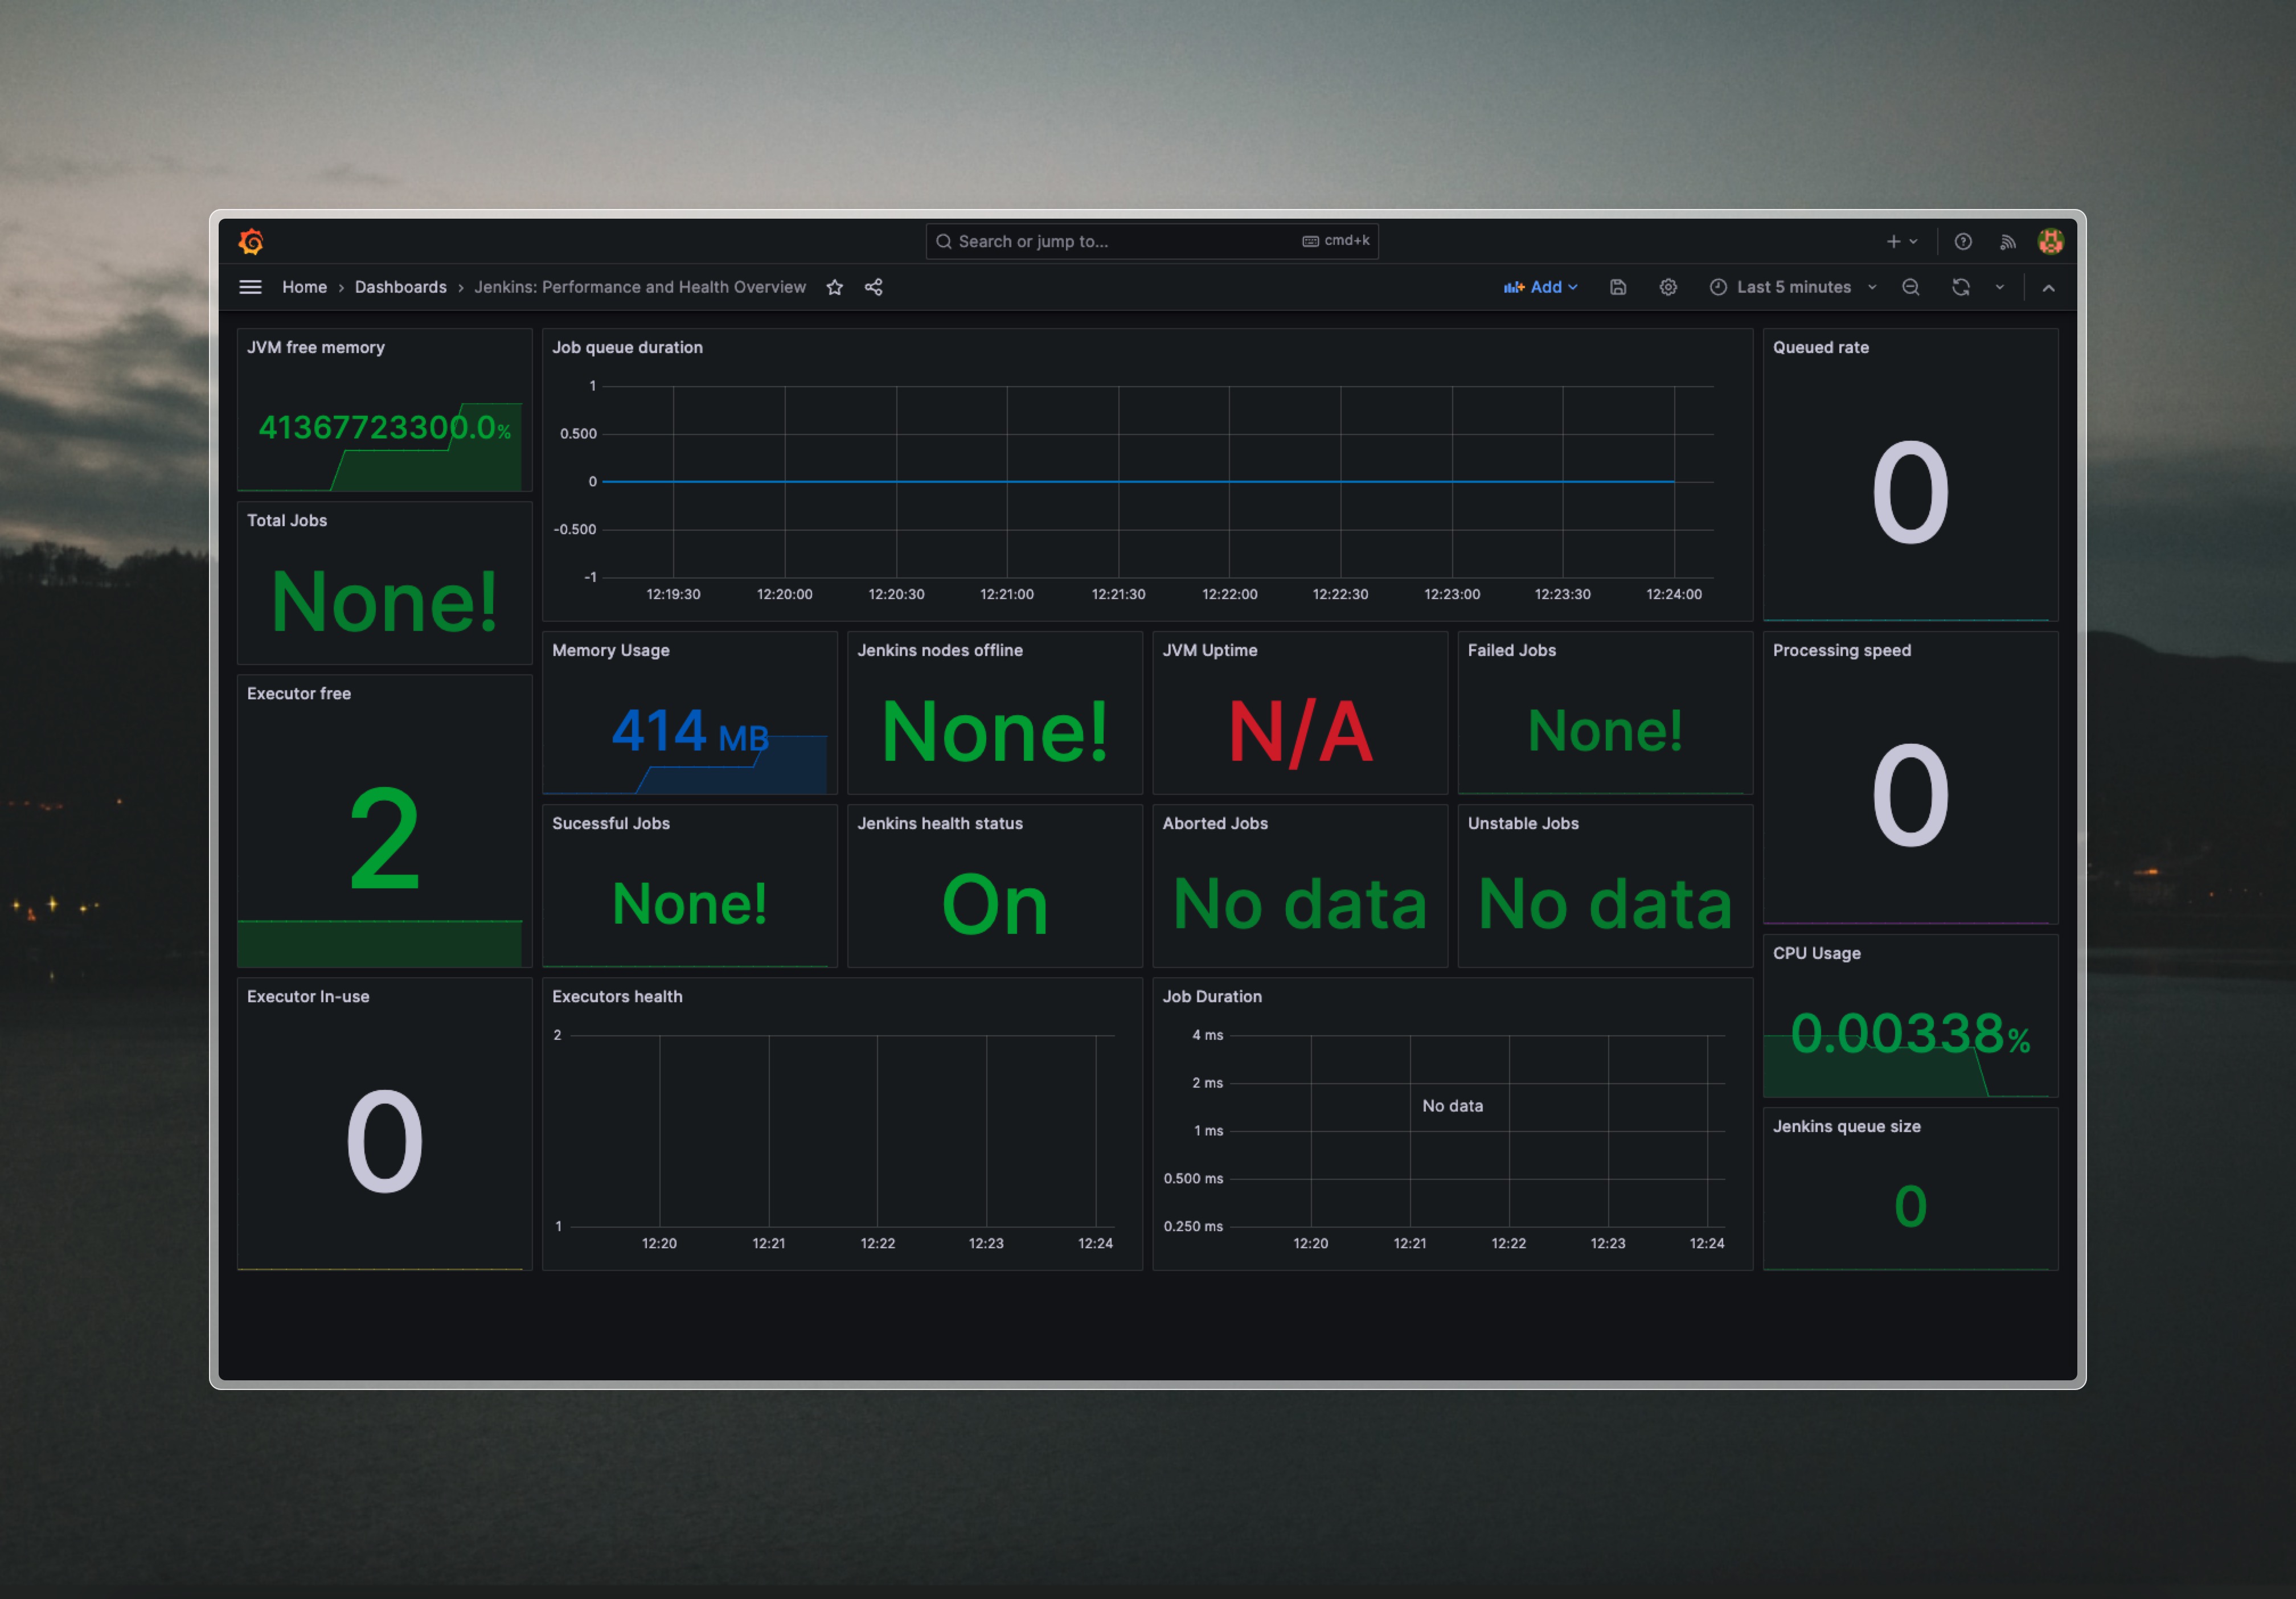 Search or jump to...
cmd+k
Home › Dashboards › Jenkins: Performance and Health Overview
Add
Last 5 minutes
JVM free memory
41367723300.0%
Job queue duration
1
0.500
0
-0.500
-1
12:19:30 12:20:00 12:20:30 12:21:00 12:21:30 12:22:00 12:22:30 12:23:00 12:23:30 12:24:00
Queued rate
0
Total Jobs
None!
Executor free
2
Memory Usage
414 MB
Jenkins nodes offline
None!
JVM Uptime
N/A
Failed Jobs
None!
Processing speed
0
Sucessful Jobs
None!
Jenkins health status
On
Aborted Jobs
No data
Unstable Jobs
No data
CPU Usage
0.00338%
Executor In-use
0
Executors health
2
1
12:20 12:21 12:22 12:23 12:24
Job Duration
4 ms
2 ms
1 ms
0.500 ms
0.250 ms
No data
12:20 12:21 12:22 12:23 12:24
Jenkins queue size
0